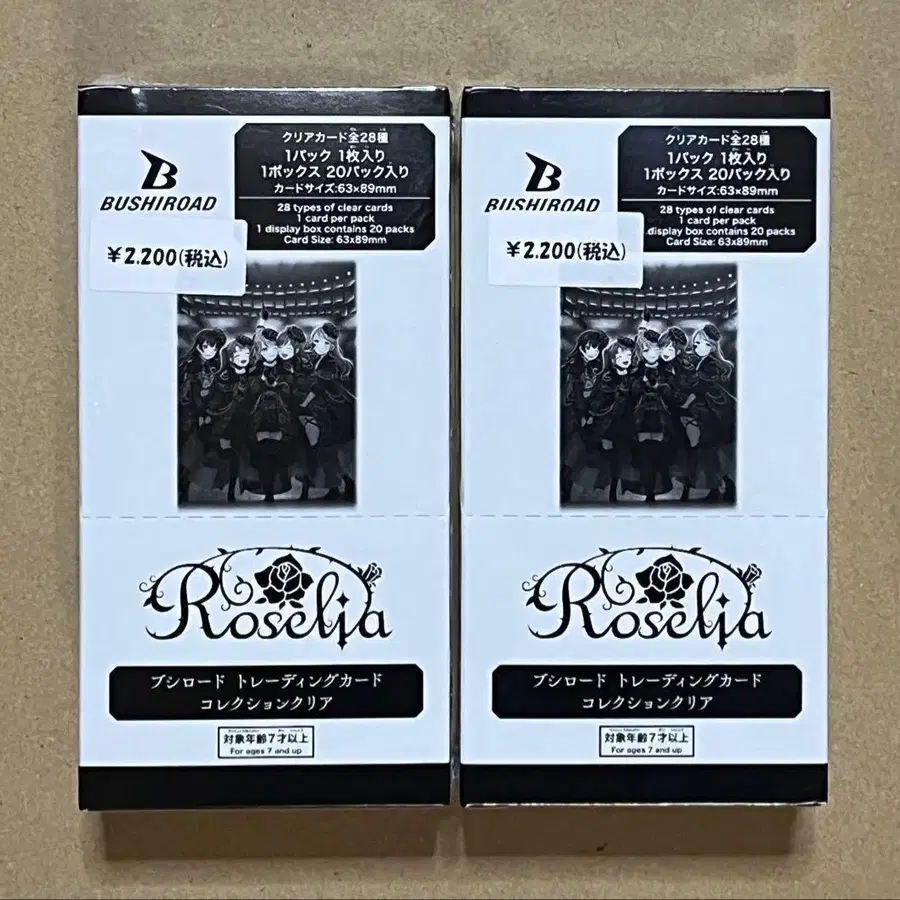 クリアカード全28種
1パック 1枚入り
1ボックス 20パック入り
カードサイズ:63×89mm
28 types of clear cards
1 card per pack
1 display box contains 20 packs
Card Size: 63x89mm
BUSHIROAD
¥2.200(税込)
Roselia
ブシロード トレーディングカード
コレクションクリア
対象年齢7才以上
For ages 7 and up
クリアカード全28種
1パック 1枚入り
1ボックス 20パック入り
カードサイズ:63×89mm
28 types of clear cards
1 card per pack
display box contains 20 packs
Card Size: 63x89mm
BUSHIROAD
¥2.200(税込)
Roselia
ブシロード トレーディングカード
コレクションクリア
対象年齢7才以上
For ages 7 and up